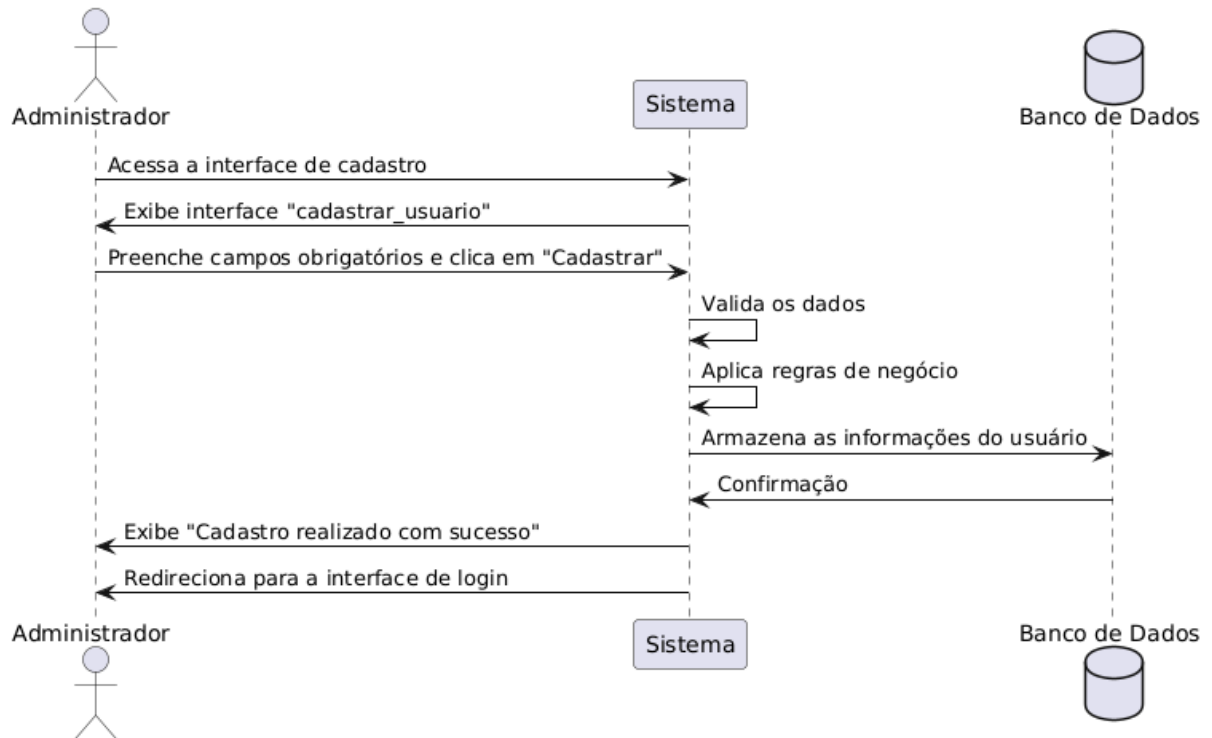 Administrador
Sistema
Banco de Dados
Acessa a interface de cadastro
Exibe interface "cadastrar_usuario"
Preenche campos obrigatórios e clica em "Cadastrar"
Valida os dados
Aplica regras de negócio
Armazena as informações do usuário
Confirmação
Exibe "Cadastro realizado com sucesso"
Redireciona para a interface de login
Administrador
Sistema
Banco de Dados